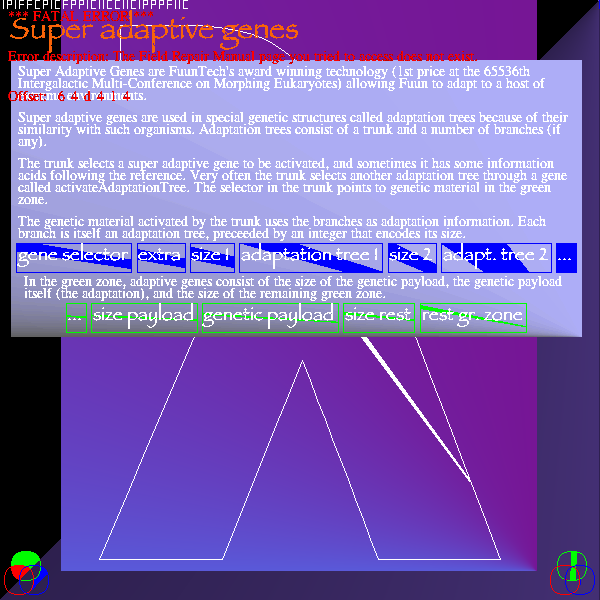 *** FATAL ERROR ***
Super adaptive genes
Error description: The Field Repair Manual page you tried to access does not exist.
Super Adaptive Genes are FuunTech's award winning technology (1st price at the 65536th
Intergalactic Multi-Conference on Morphing Eukaryotes) allowing Fuun to adapt to a host of
Offset: 6 4 d 4 1 4
Super adaptive genes are used in special genetic structures called adaptation trees because of their
similarity with such organisms. Adaptation trees consist of a trunk and a number of branches (if
any).
The trunk selects a super adaptive gene to be activated, and sometimes it has some information
acids following the reference. Very often the trunk selects another adaptation tree through a gene
called activateAdaptationTree. The selector in the trunk points to genetic material in the green
zone.
The genetic material activated by the trunk uses the branches as adaptation information. Each
branch is itself an adaptation tree, preceeded by an integer that encodes its size.
gene selector extra size 1 adaptation tree 1 size 2 adapt. tree 2 ...
In the green zone, adaptive genes consist of the size of the genetic payload, the genetic payload
itself (the adaptation), and the size of the remaining green zone.
... size payload genetic payload size rest rest gr. zone